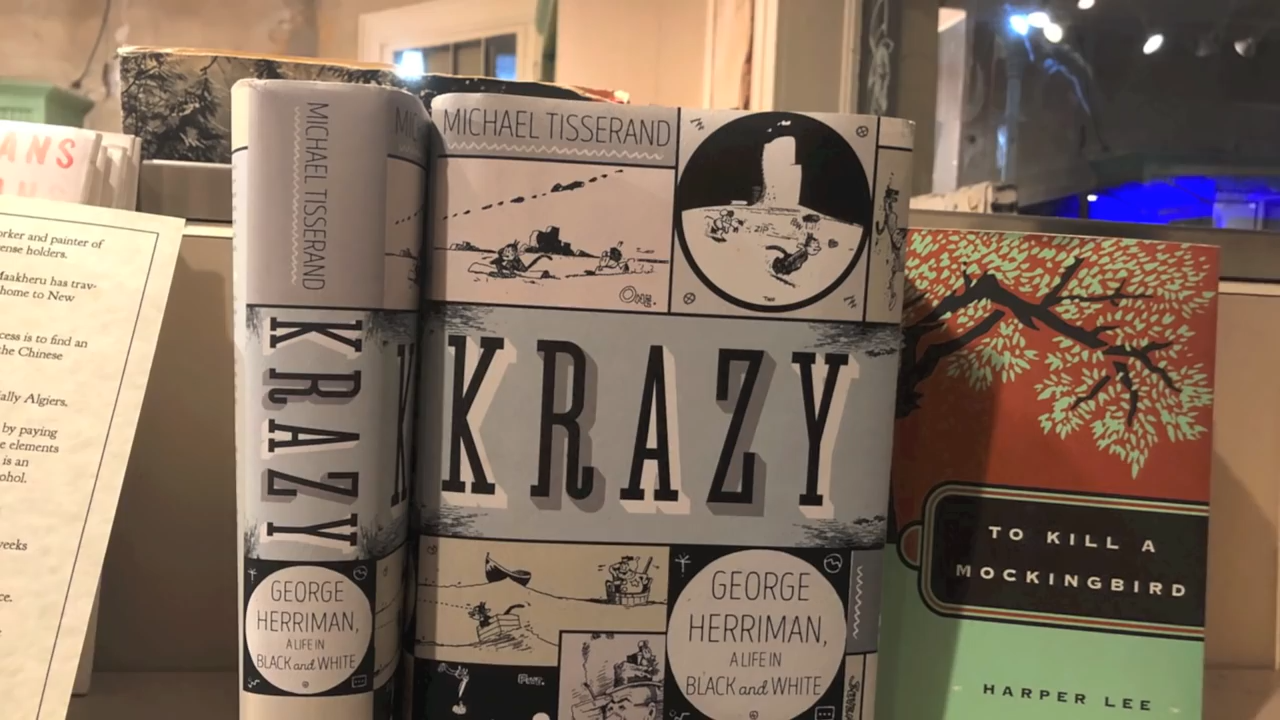 ANS
orker and painter of
ense holders.
Maakheru has trav-
home to New
cess is to find an
the Chinese
ally Algiers,
by paying
e elements
is an
ohol.
weeks
ce.
MICHAEL TISSERAND
KRAZY
GEORGE
HERRIMAN,
A LIFE IN
BLACK and WHITE
MICHAEL TISSERAND
KRAZY
GEORGE
HERRIMAN,
A LIFE IN
BLACK and WHITE
TO KILL A
MOCKINGBIRD
HARPER LEE